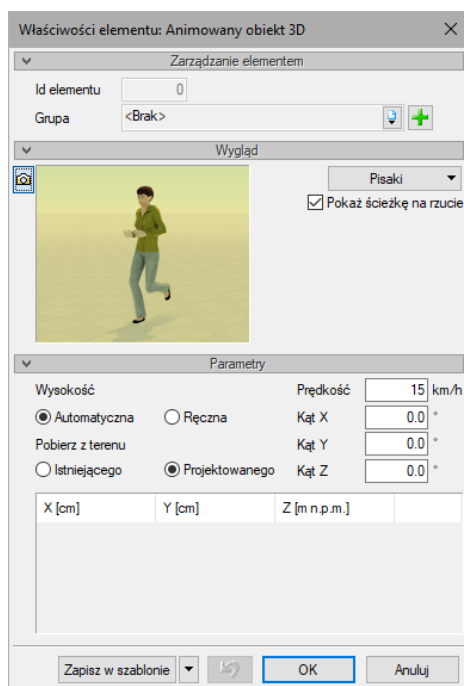 Właściwości elementu: Animowany obiekt 3D
Zarządzanie elementem
Id elementu 0
Grupa <Brak>
Wygląd
Pisaki
Pokaż ścieżkę na rzucie
Parametry
Wysokość Prędkość 15 km/h
Automatyczna Ręczna Kąt X 0.0 °
Pobierz z terenu Kąt Y 0.0 °
Istniejącego Projektowanego Kąt Z 0.0 °
X [cm] Y [cm] Z [m n.p.m.]
Zapisz w szablonie OK Anuluj